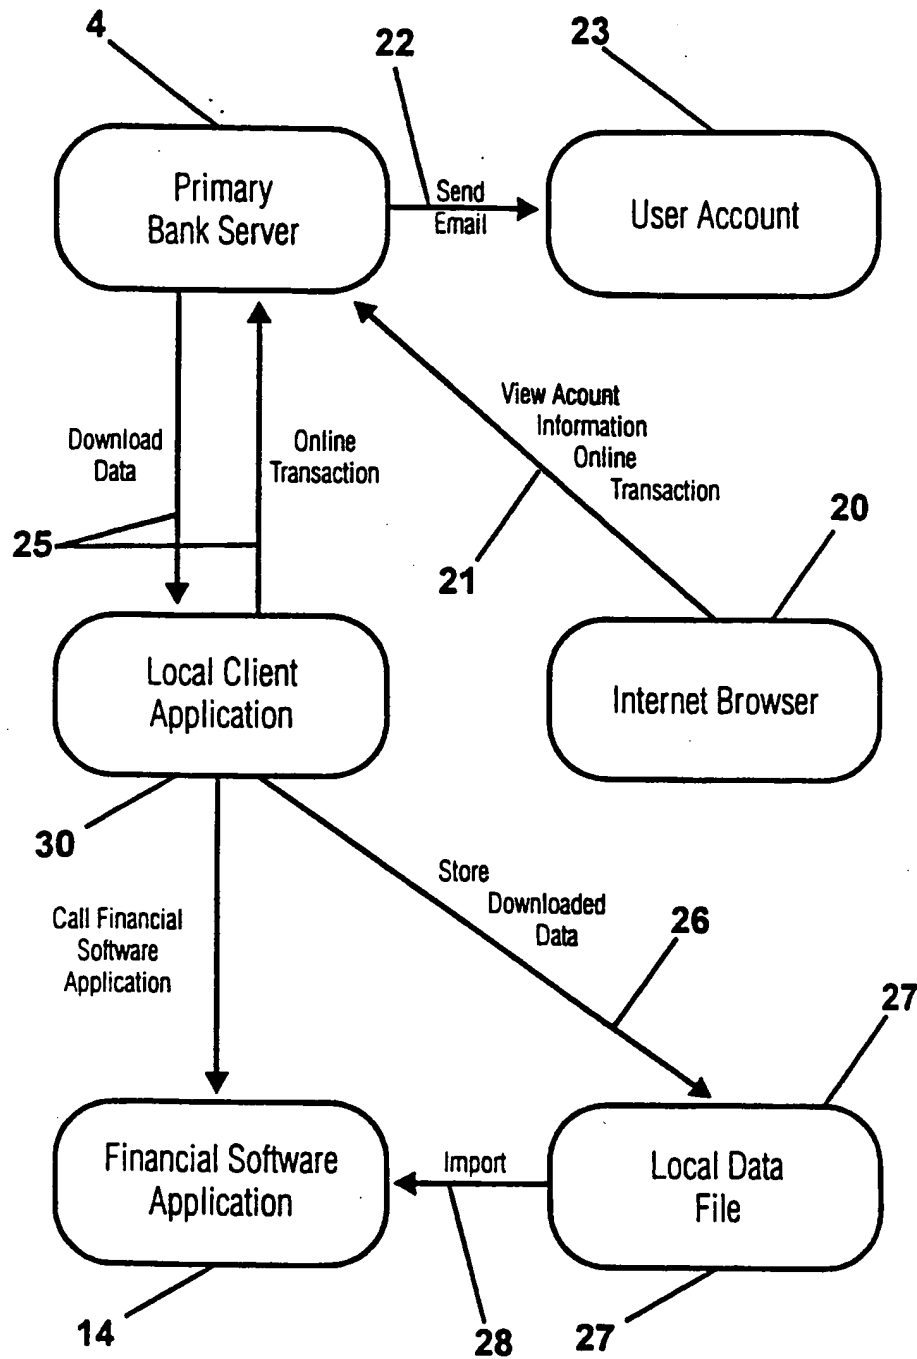 4
22
23
Primary
Bank Server
Send
Email
User Account
View Acount
Information
Online
Transaction
Download
Data
Online
Transaction
25
21
20
Local Client
Application
Internet Browser
30
Store
Downloaded
Data
26
Call Financial
Software
Application
27
Financial Software
Application
Import
Local Data
File
14
28
27